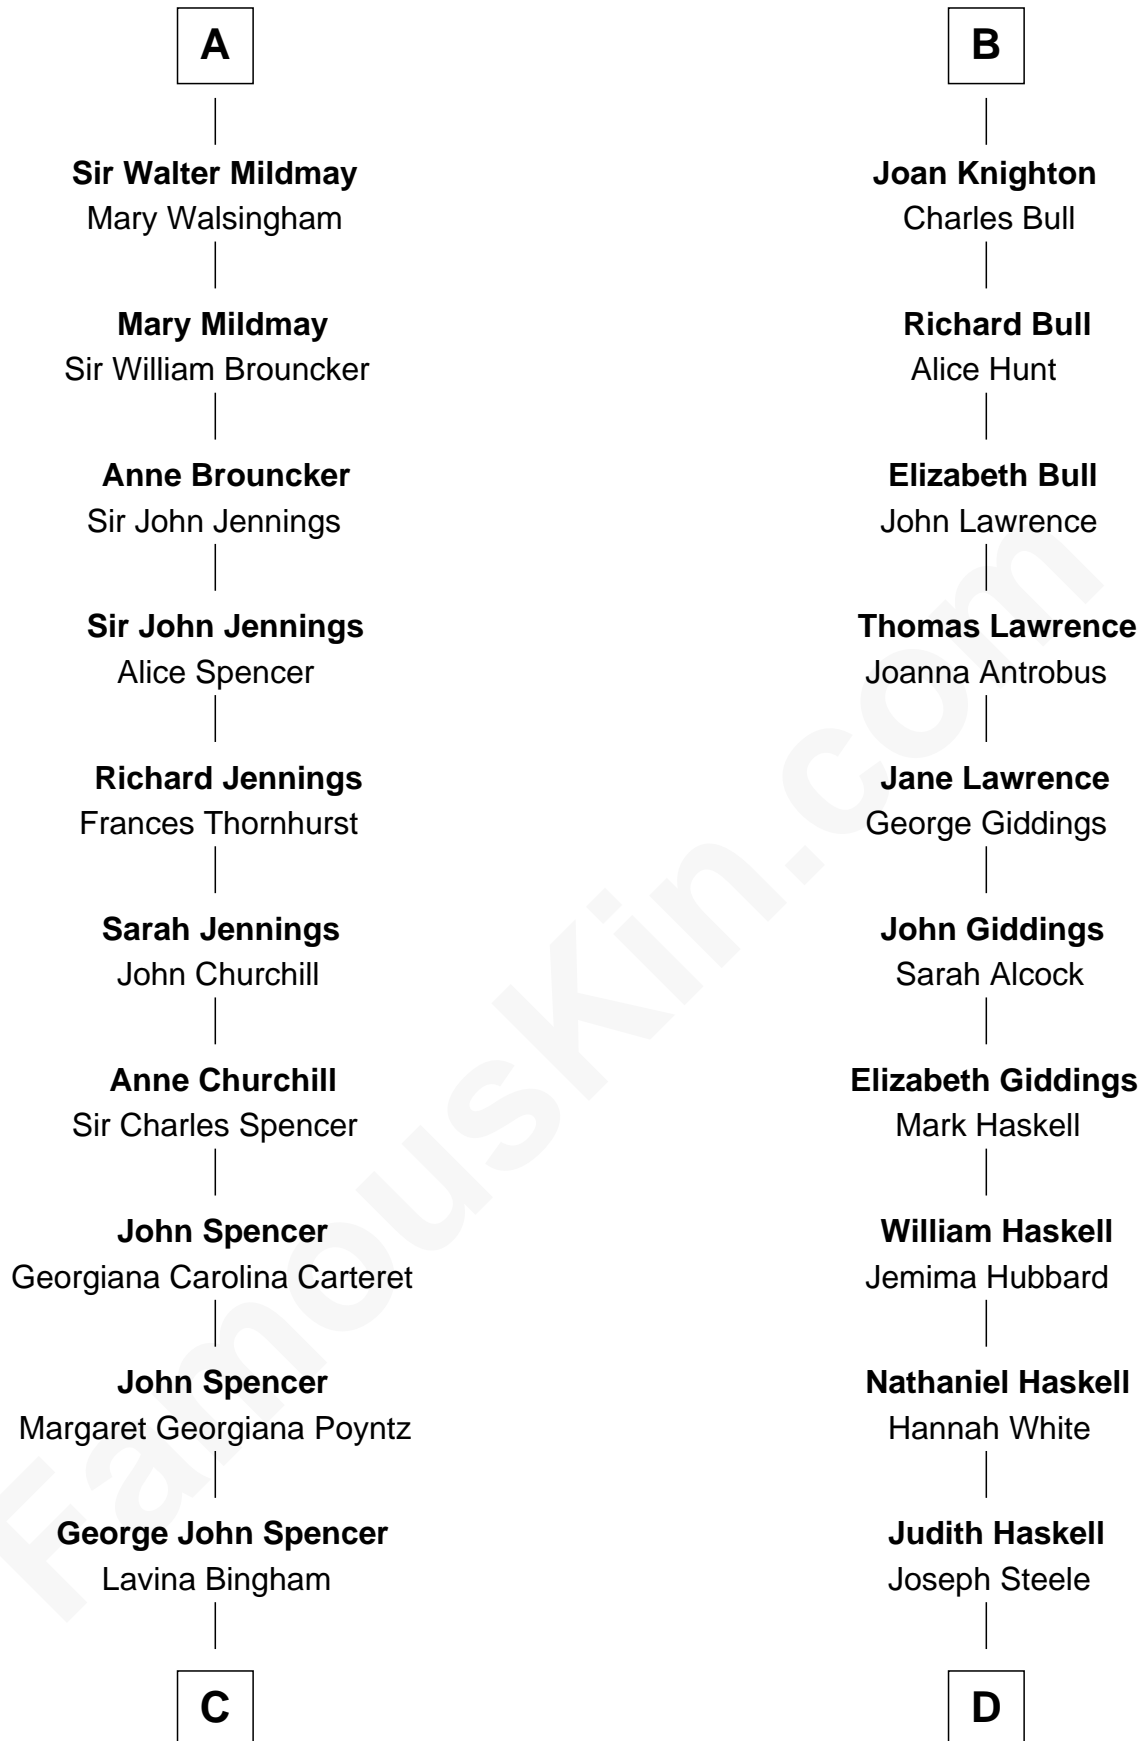 A
Sir Walter Mildmay
Mary Walsingham
Mary Mildmay
Sir William Brouncker
Anne Brouncker
Sir John Jennings
Sir John Jennings
Alice Spencer
Richard Jennings
Frances Thornhurst
Sarah Jennings
John Churchill
Anne Churchill
Sir Charles Spencer
John Spencer
Georgiana Carolina Carteret
John Spencer
Margaret Georgiana Poyntz
George John Spencer
Lavina Bingham
C
B
Joan Knighton
Charles Bull
Richard Bull
Alice Hunt
Elizabeth Bull
John Lawrence
Thomas Lawrence
Joanna Antrobus
Jane Lawrence
George Giddings
John Giddings
Sarah Alcock
Elizabeth Giddings
Mark Haskell
William Haskell
Jemima Hubbard
Nathaniel Haskell
Hannah White
Judith Haskell
Joseph Steele
D
FamousKin.com